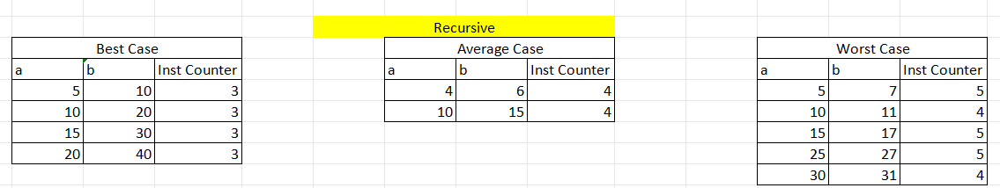 Recursive
Best Case Average Case Worst Case
a b Inst Counter a b Inst Counter a b Inst Counter
5 10 3 4 6 4 5 7 5
10 20 3 10 15 4 10 11 4
15 30 3 15 17 5
20 40 3 25 27 5
30 31 4